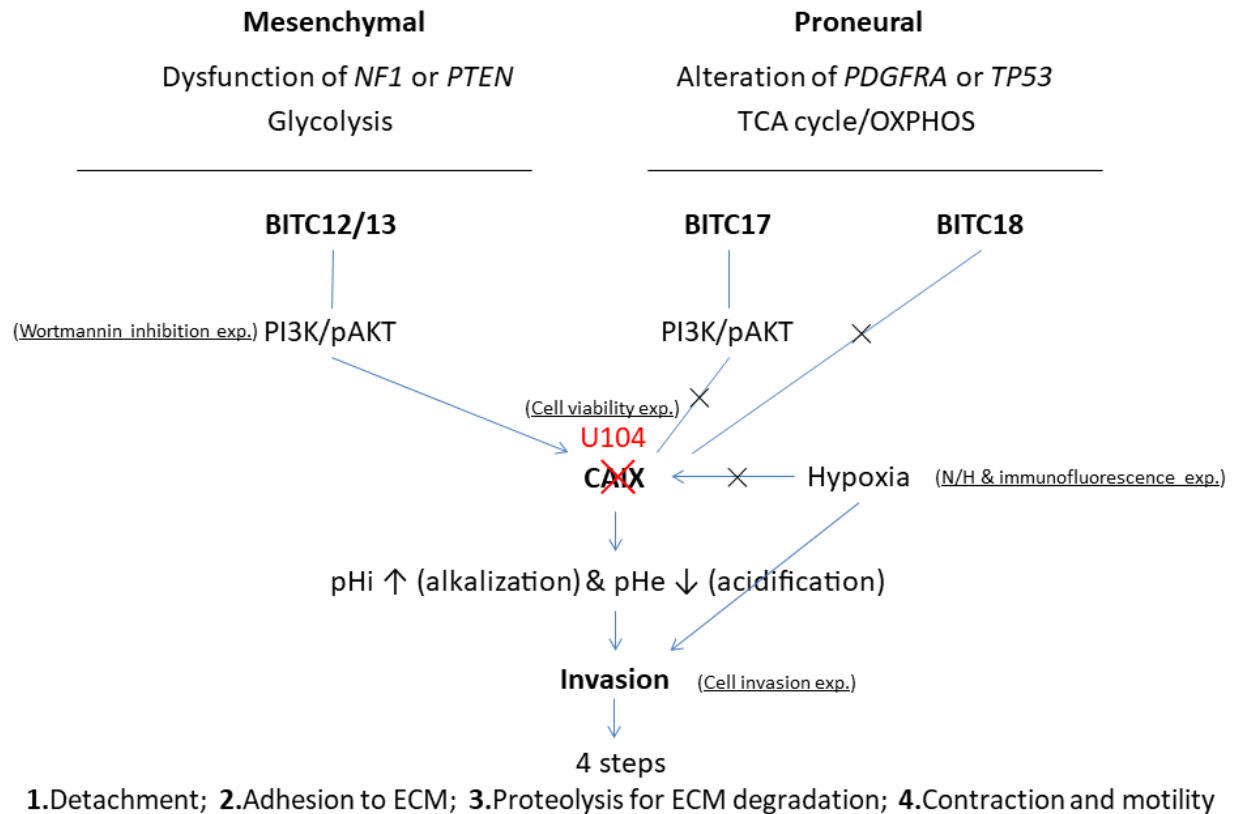 Mesenchymal
Proneural
Dysfunction of NF1 or PTEN
Alteration of PDGFRA or TP53
Glycolysis
TCA cycle/OXPHOS
BITC12/13
BITC17
BITC18
(Wortmannin inhibition exp.) PI3K/pAKT
PI3K/pAKT
(Cell viability exp.)
U104
CAIX
Hypoxia (N/H & immunofluorescence exp.)
pHi ↑ (alkalization) & pHe ↓ (acidification)
Invasion (Cell invasion exp.)
4 steps
1.Detachment; 2.Adhesion to ECM; 3.Proteolysis for ECM degradation; 4.Contraction and motility